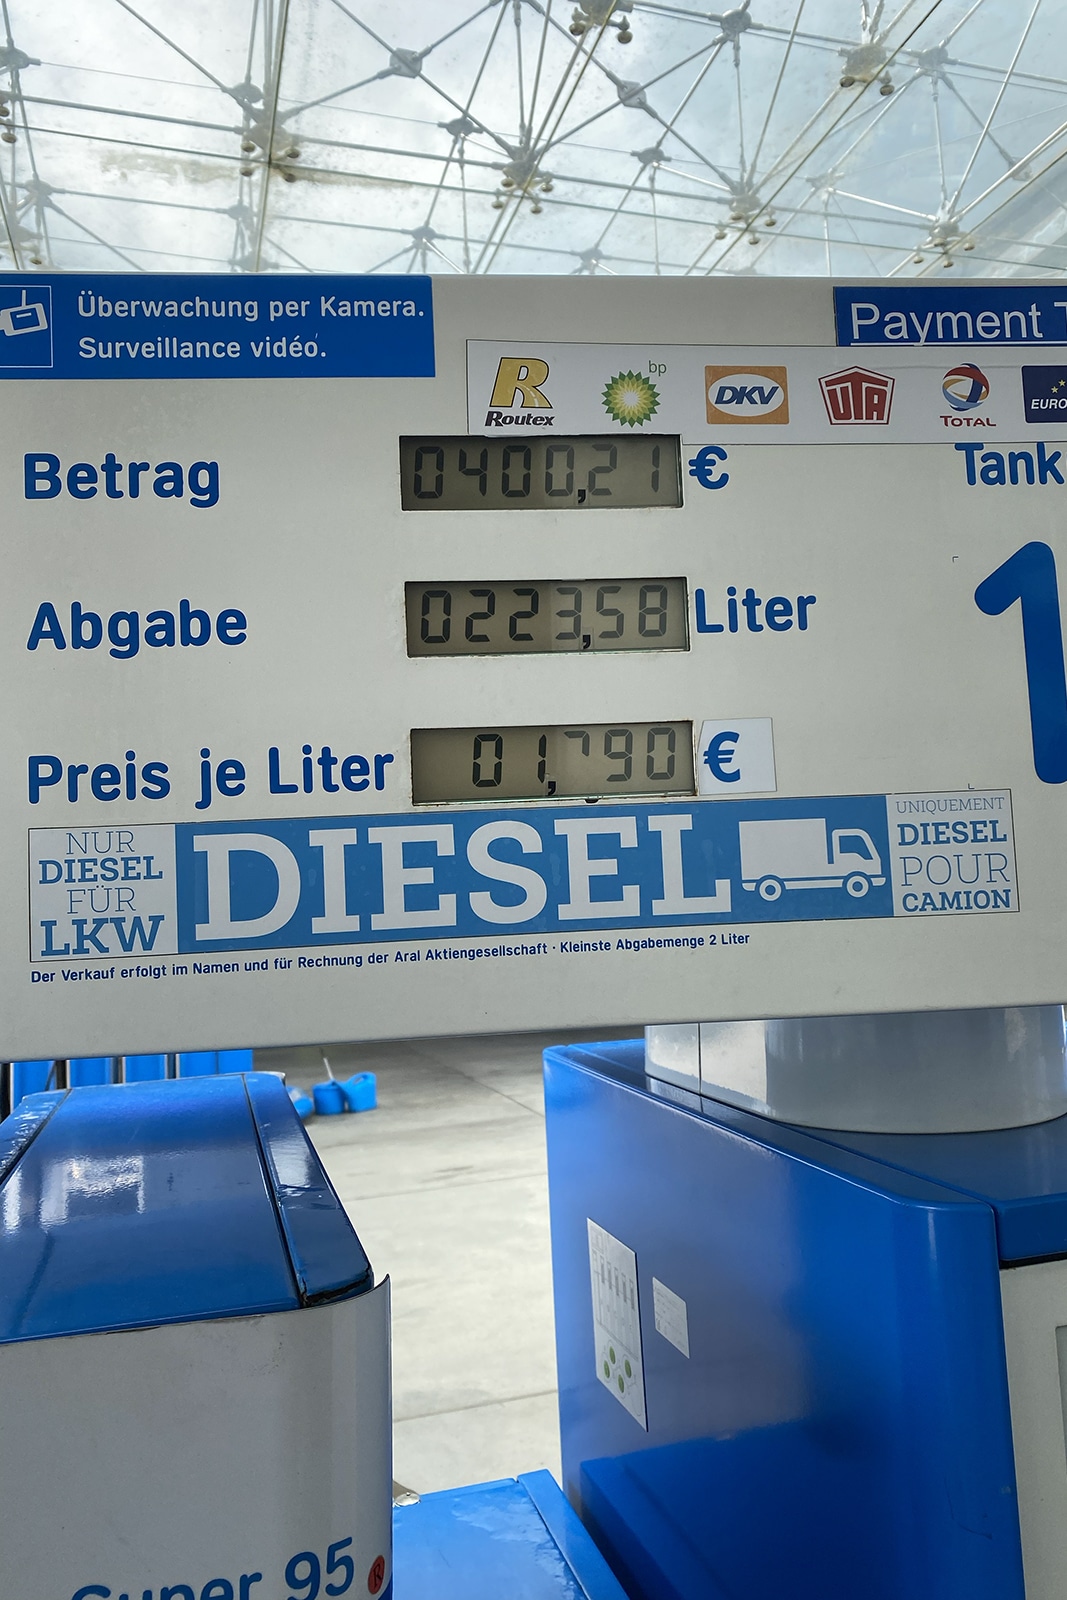 Überwachung per Kamera.
Surveillance vidéo.
Payment
Routex
bp
DKV
UTA
TOTAL
EURO
Betrag 0400,21 €
Tank
Abgabe 0223,58 Liter
1
Preis je Liter 01,790 €
NUR
DIESEL
FÜR
LKW
DIESEL
UNIQUEMENT
DIESEL
POUR
CAMION
Der Verkauf erfolgt im Namen und für Rechnung der Aral Aktiengesellschaft · Kleinste Abgabemenge 2 Liter
Super 95